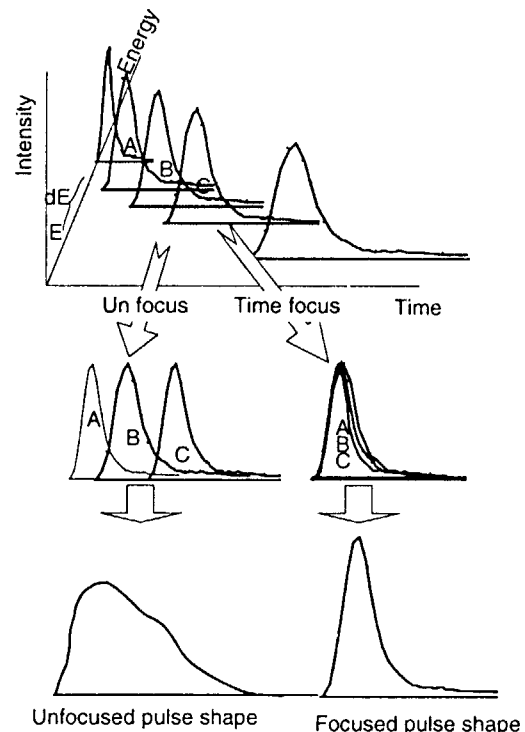 Energy
Intensity
A
B
C
dE
E
Un focus
Time focus
Time
A
B
C
A
B
C
Unfocused pulse shape
Focused pulse shape